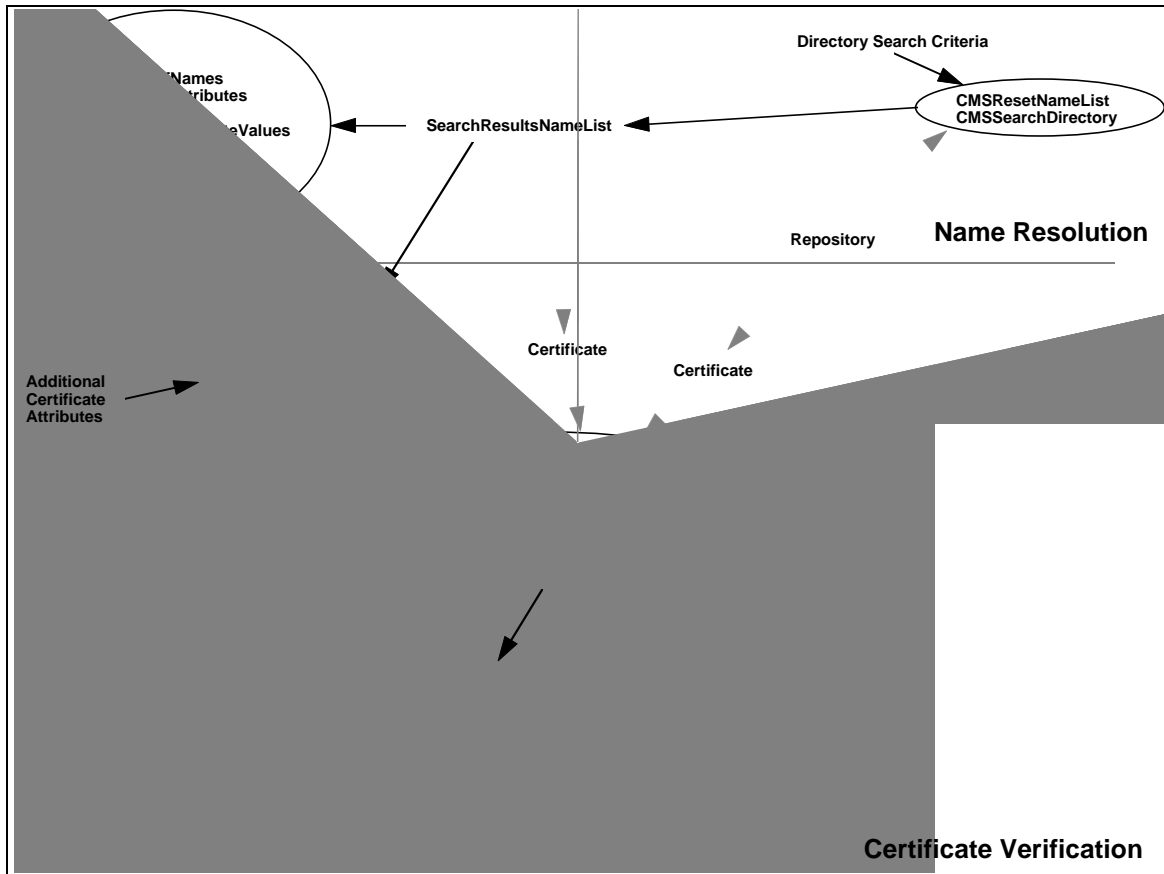 Directory Search Criteria
CMSResetNameList
CMSSearchDirectory
SearchResultsNameList
Repository
Name Resolution
Certificate
Certificate
Additional
Certificate
Attributes
Certificate Verification